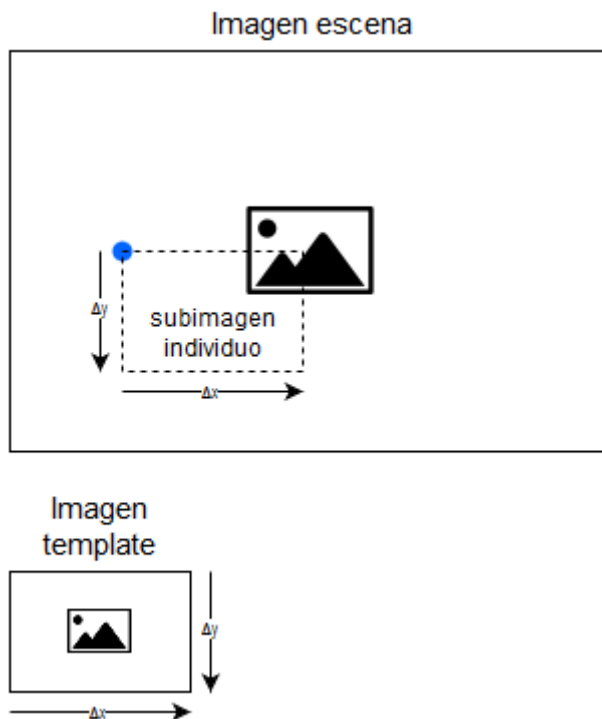 Imagen escena
Δy
subimagen
individuo
Δx
Imagen
template
Δy
Δx